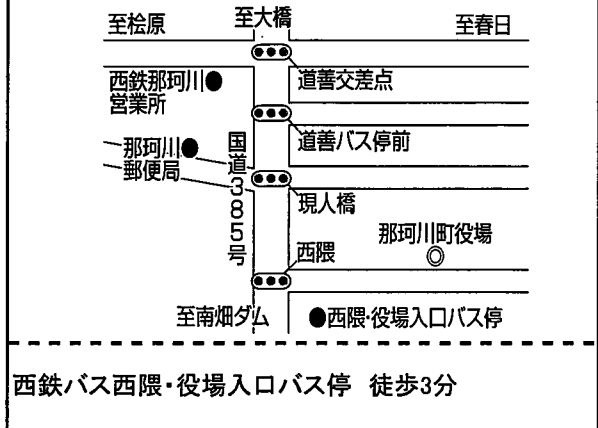 至桧原
至大橋
至春日
道善交差点
西鉄那珂川
営業所
道善バス停前
那珂川
郵便局
国道385号
現人橋
那珂川町役場
西隈
至南畑ダム
西隈・役場入口バス停
西鉄バス西隈・役場入口バス停 徒歩3分